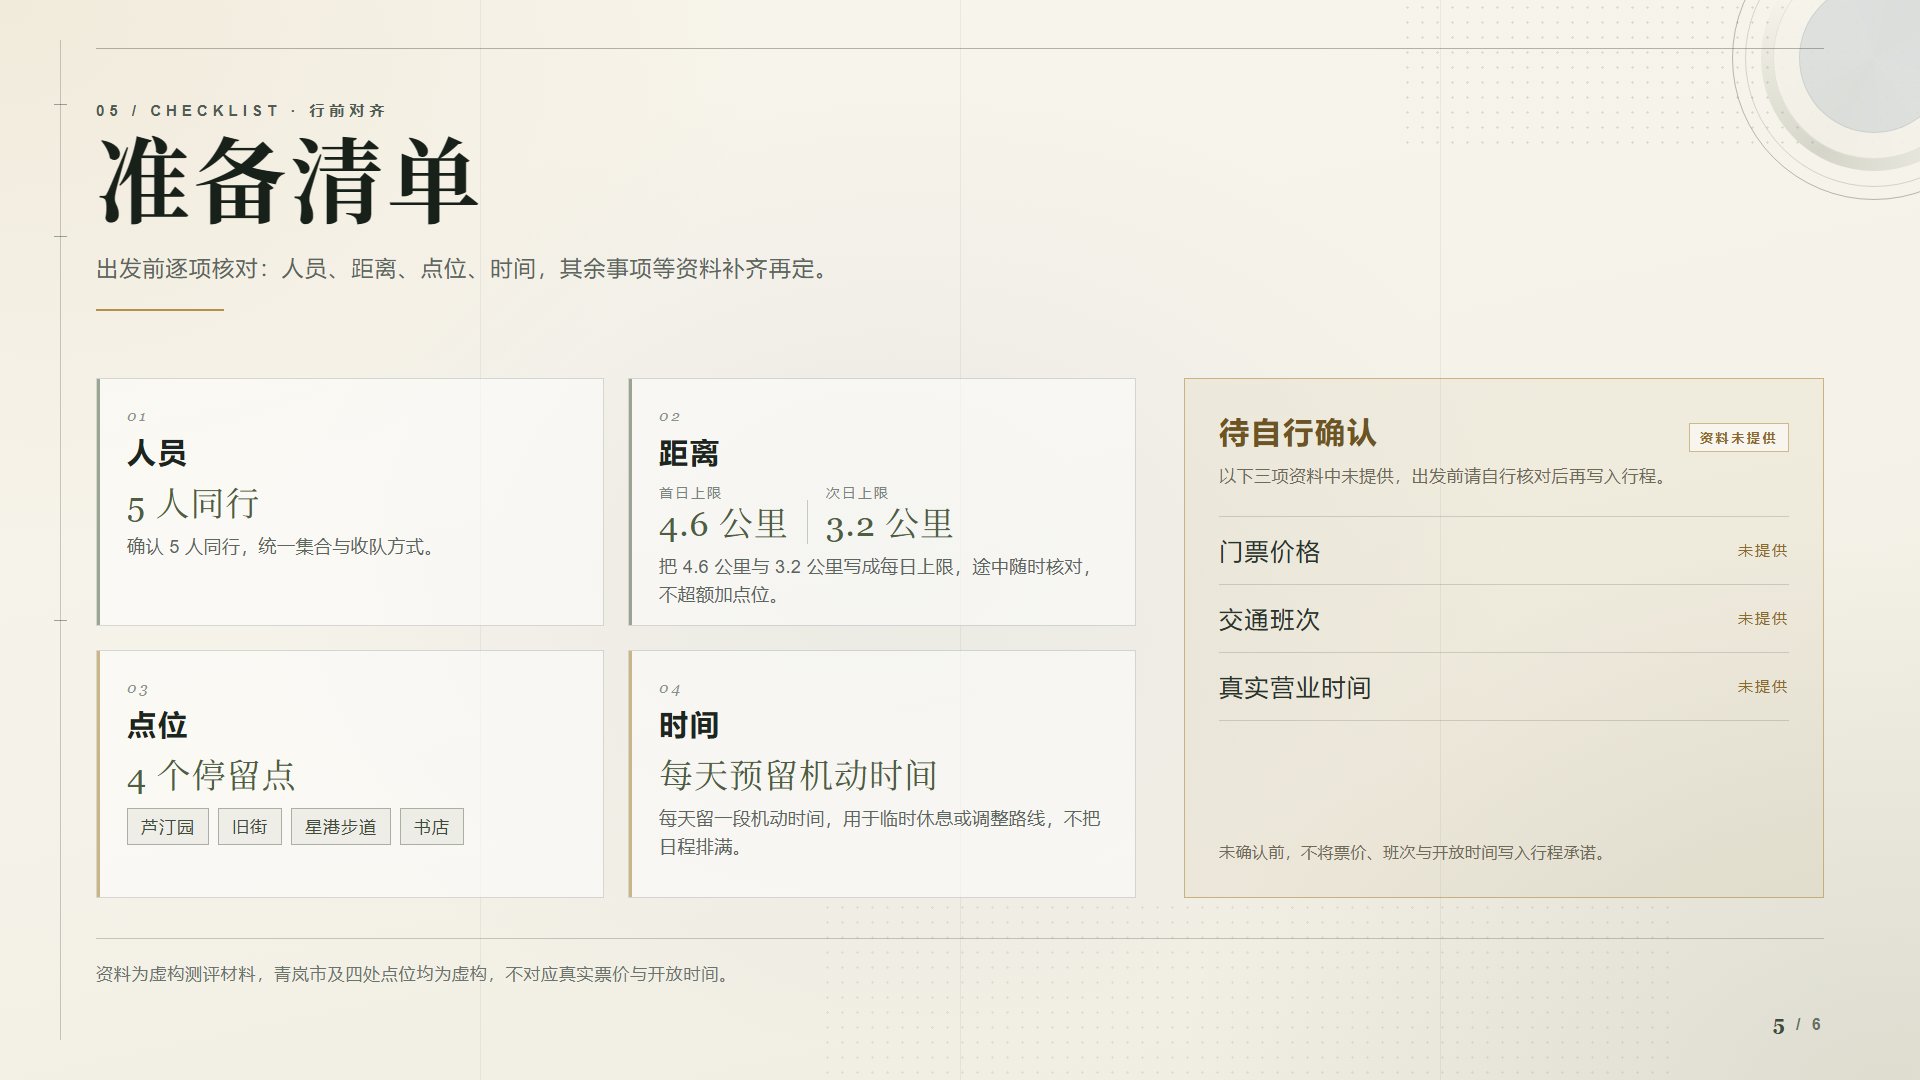 05 / CHECKLIST · 行前对齐
准备清单
出发前逐项核对：人员、距离、点位、时间，其余事项等资料补齐再定。
01
人员
5 人同行
确认 5 人同行，统一集合与收队方式。
02
距离
首日上限
4.6 公里
次日上限
3.2 公里
把 4.6 公里与 3.2 公里写成每日上限，途中随时核对，
不超额加点位。
03
点位
4 个停留点
芦汀园
旧街
星港步道
书店
04
时间
每天预留机动时间
每天留一段机动时间，用于临时休息或调整路线，不把
日程排满。
待自行确认
资料未提供
以下三项资料中未提供，出发前请自行核对后再写入行程。
门票价格 未提供
交通班次 未提供
真实营业时间 未提供
未确认前，不将票价、班次与开放时间写入行程承诺。
资料为虚构测评材料，青岚市及四处点位均为虚构，不对应真实票价与开放时间。
5 / 6